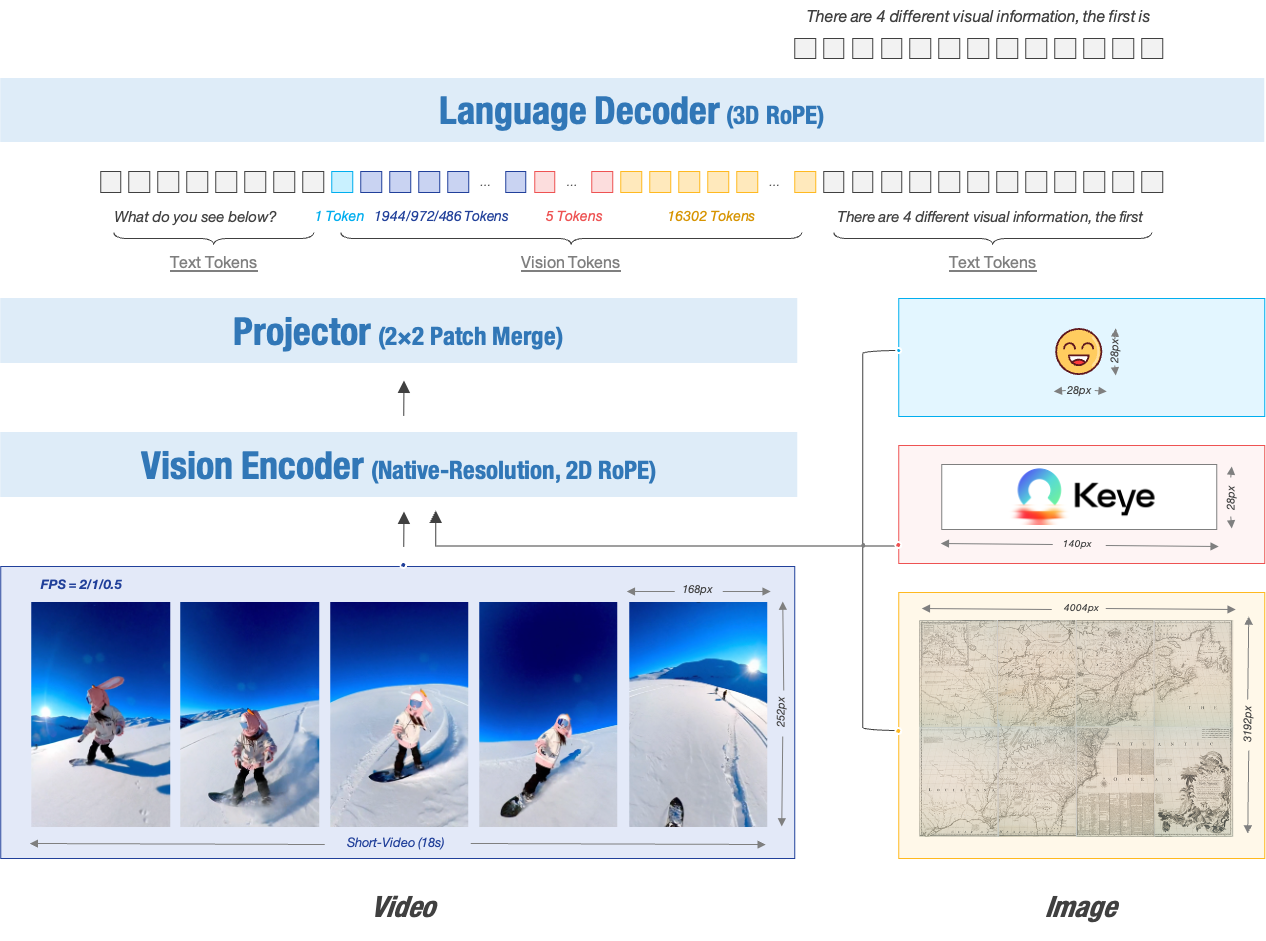 There are 4 different visual information, the first is
Language Decoder (3D RoPE)
... ... ...
What do you see below? 1 Token 1944/972/486 Tokens 5 Tokens 16302 Tokens There are 4 different visual information, the first
Text Tokens Vision Tokens Text Tokens
Projector (2×2 Patch Merge)
28px
28px
Vision Encoder (Native-Resolution, 2D RoPE)
Keye
28px
140px
FPS = 2/1/0.5
168px
252px
Short-Video (18s)
4004px
3192px
ATLANTIC
OCEAN
Video
Image